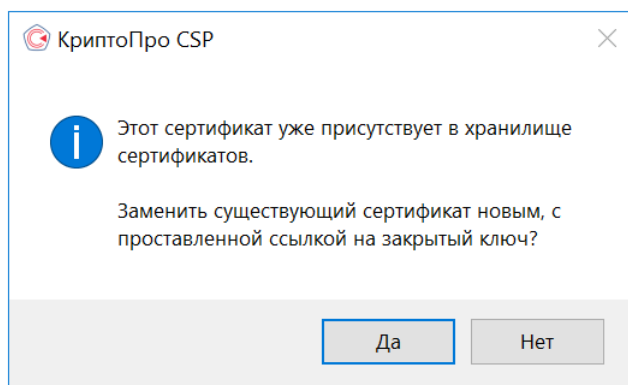 КриптоПро CSP
Этот сертификат уже присутствует в хранилище
сертификатов.
Заменить существующий сертификат новым, с
проставленной ссылкой на закрытый ключ?
Да
Нет